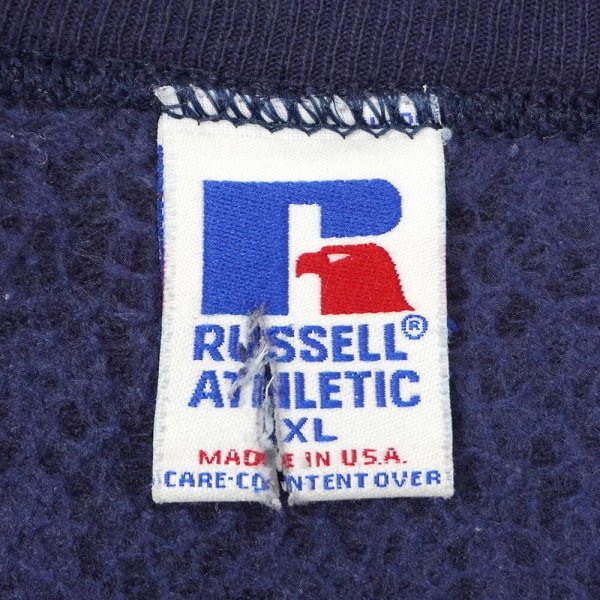 RUSSELL®
ATHLETIC
XL
MADE IN U.S.A.
CARE-CONTENT OVER